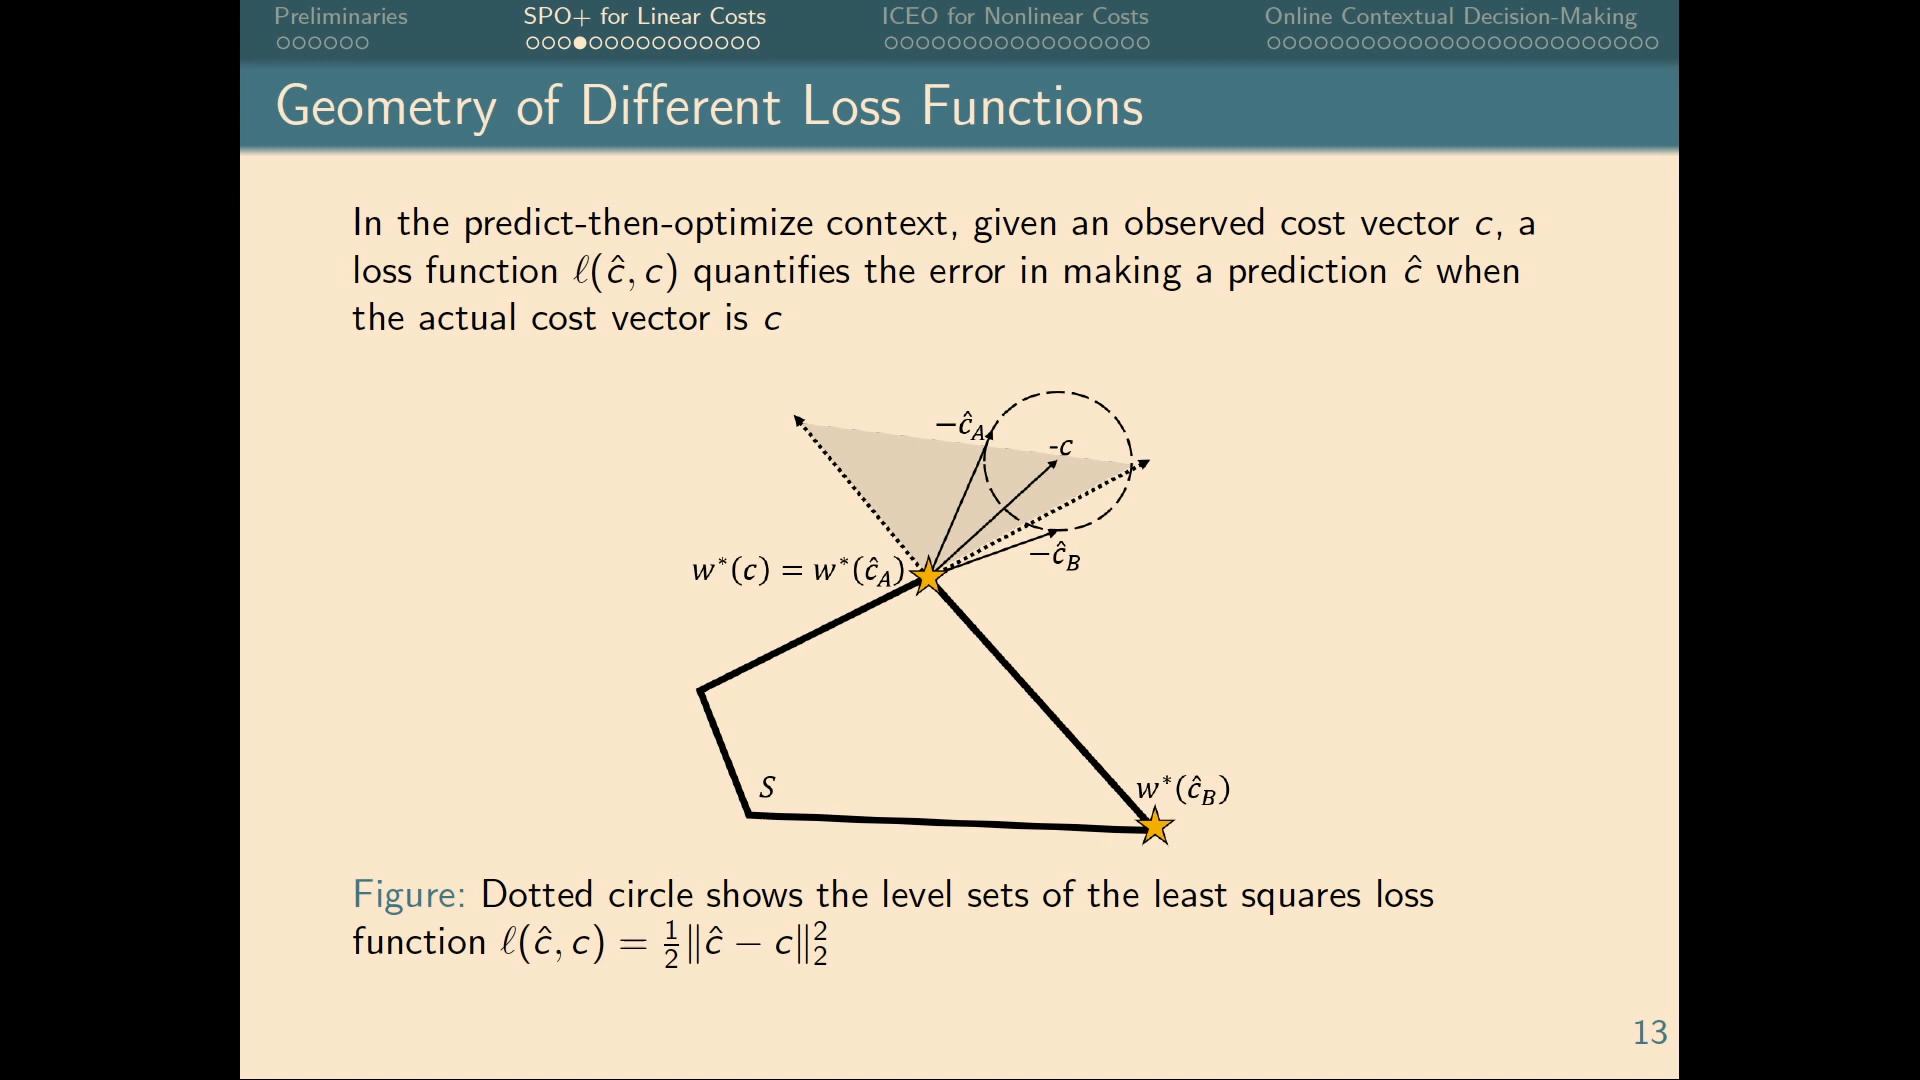 Preliminaries
SPO+ for Linear Costs
ICEO for Nonlinear Costs
Online Contextual Decision-Making
Geometry of Different Loss Functions
In the predict-then-optimize context, given an observed cost vector c, a
loss function ℓ(ĉ, c) quantifies the error in making a prediction ĉ when
the actual cost vector is c
−ĉ_A
-c
−ĉ_B
w*(c) = w*(ĉ_A)
S
w*(ĉ_B)
Figure: Dotted circle shows the level sets of the least squares loss
function ℓ(ĉ, c) = ½‖ĉ − c‖₂²
13